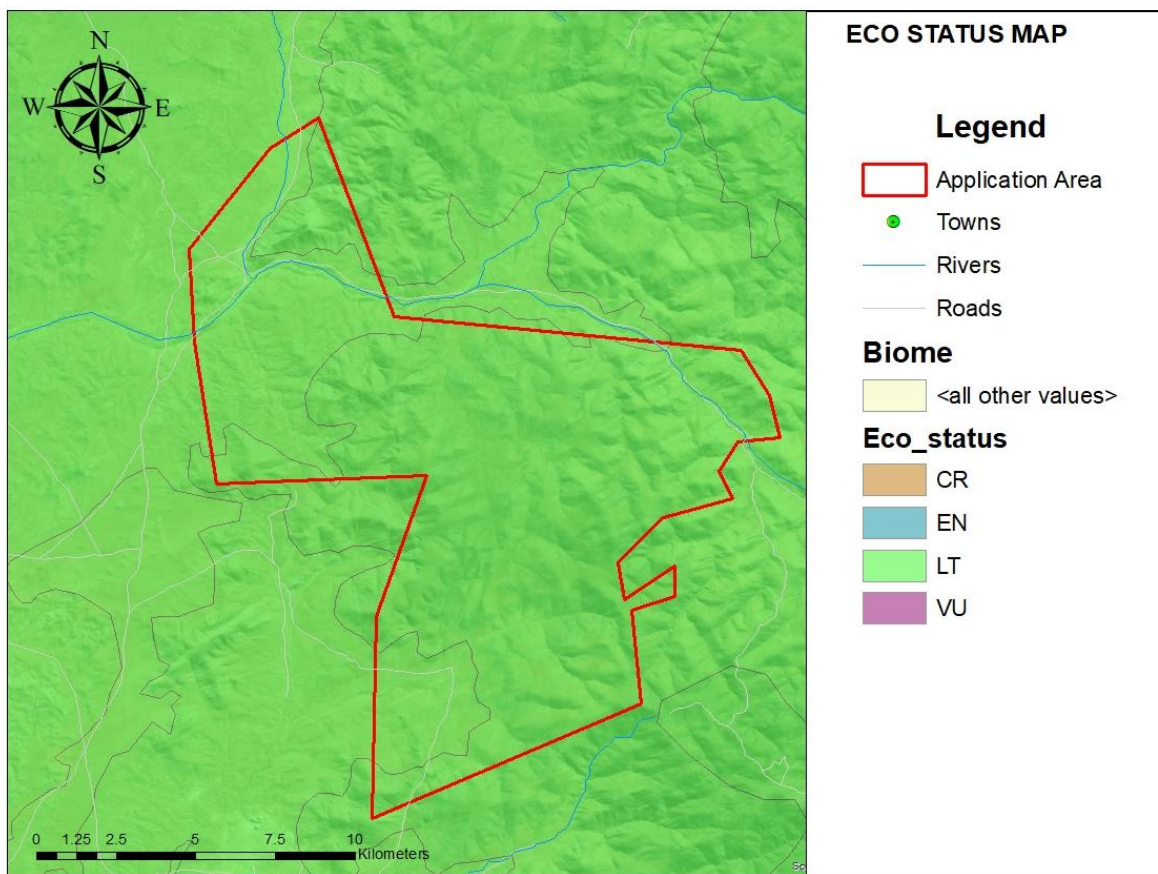 ECO STATUS MAP
N
W E
S
Legend
Application Area
Towns
Rivers
Roads
Biome
<all other values>
Eco_status
CR
EN
LT
VU
0 1.25 2.5 5 7.5 10
Kilometers